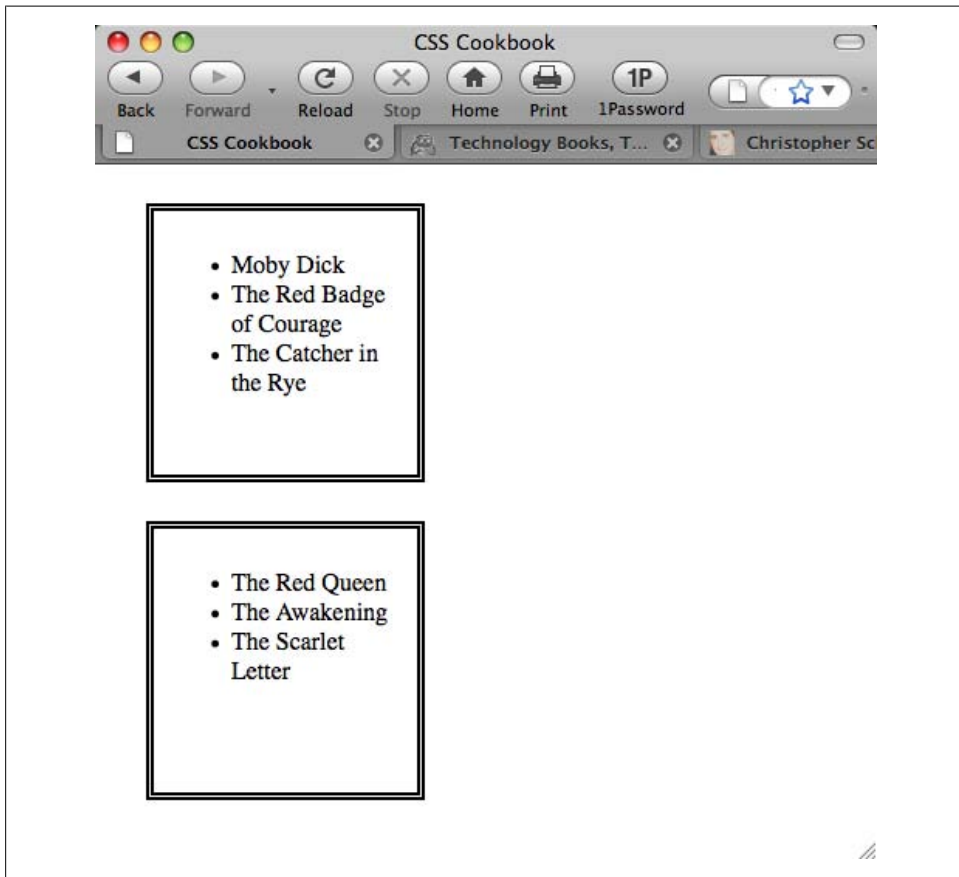 CSS Cookbook
1P
Back Forward Reload Stop Home Print 1Password
CSS Cookbook Technology Books, T... Christopher Sc
• Moby Dick
• The Red Badge
of Courage
• The Catcher in
the Rye
• The Red Queen
• The Awakening
• The Scarlet
Letter